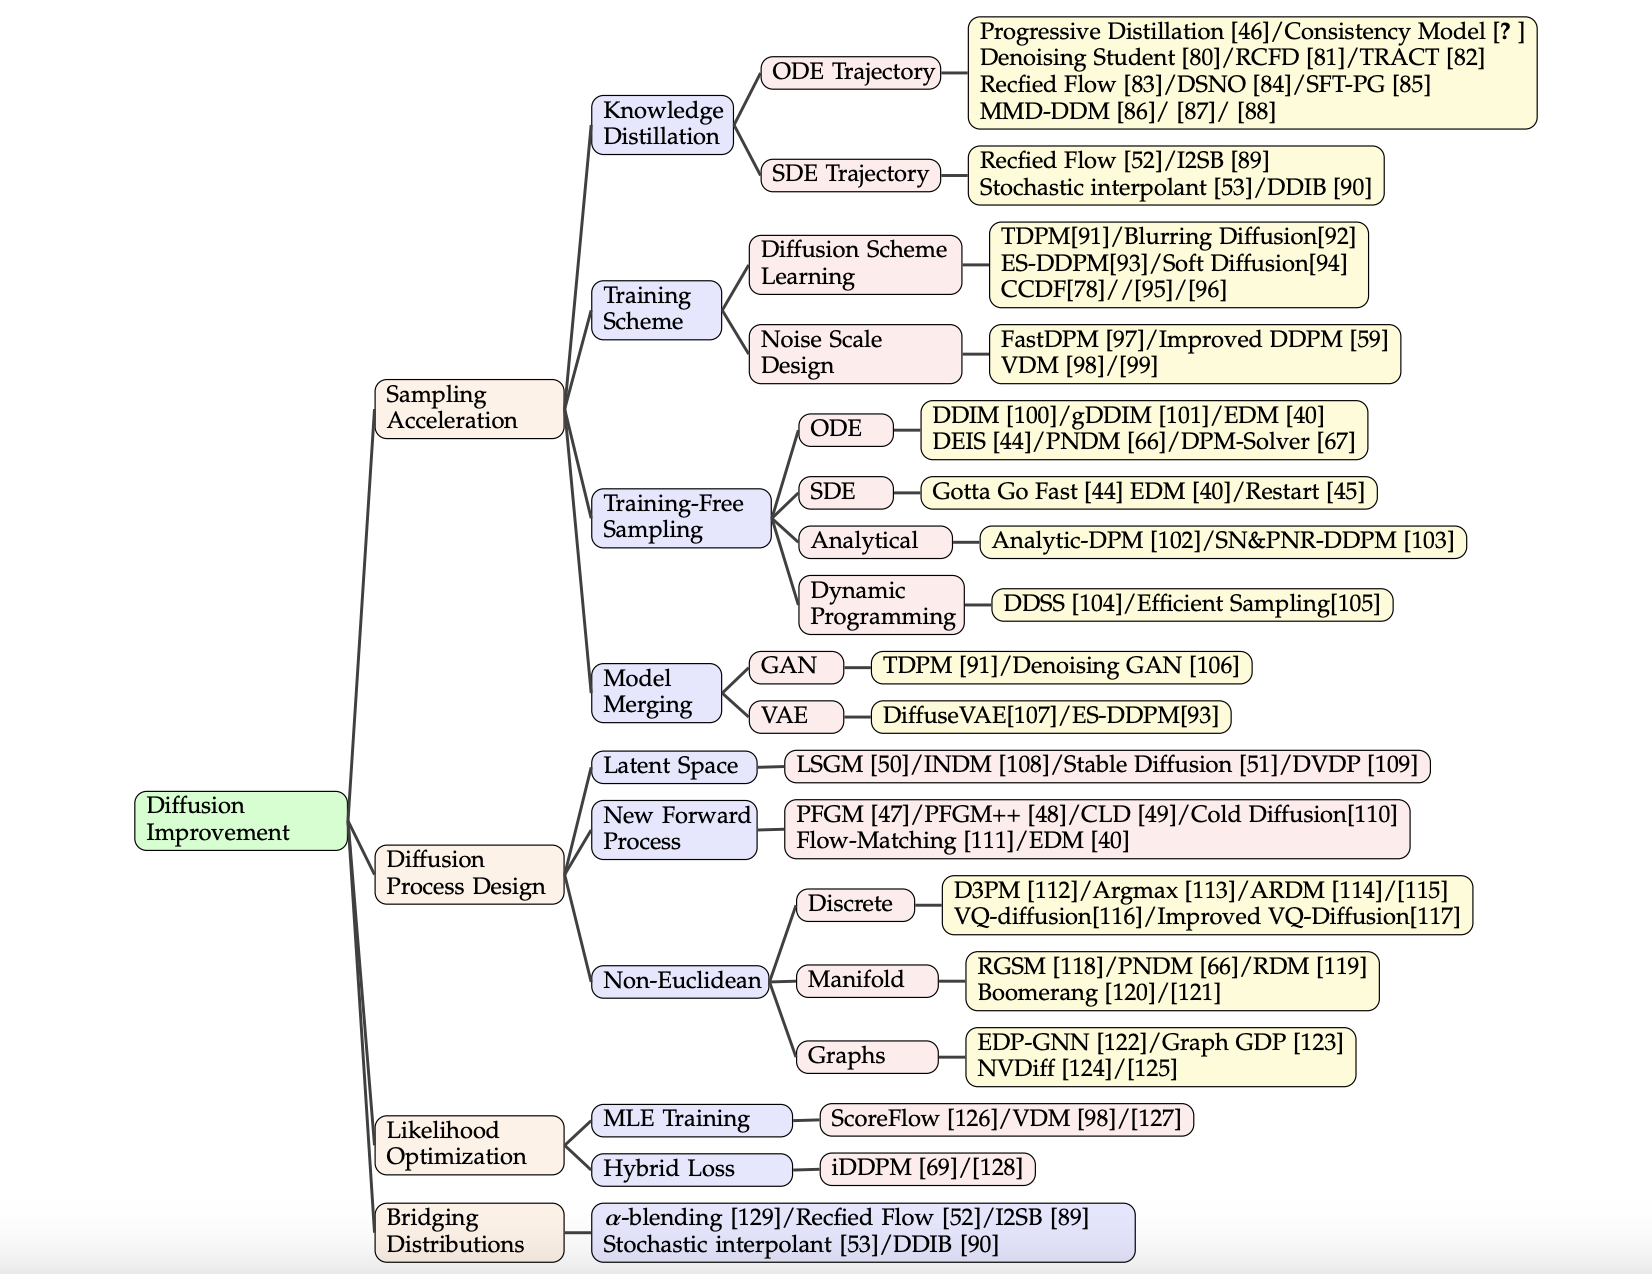 Diffusion
Improvement
Sampling
Acceleration
Knowledge
Distillation
ODE Trajectory
Progressive Distillation [46]/Consistency Model [? ]
Denoising Student [80]/RCFD [81]/TRACT [82]
Recfied Flow [83]/DSNO [84]/SFT-PG [85]
MMD-DDM [86]/ [87]/ [88]
SDE Trajectory
Recfied Flow [52]/I2SB [89]
Stochastic interpolant [53]/DDIB [90]
Training
Scheme
Diffusion Scheme
Learning
TDPM[91]/Blurring Diffusion[92]
ES-DDPM[93]/Soft Diffusion[94]
CCDF[78]//[95]/[96]
Noise Scale
Design
FastDPM [97]/Improved DDPM [59]
VDM [98]/[99]
Training-Free
Sampling
ODE
DDIM [100]/gDDIM [101]/EDM [40]
DEIS [44]/PNDM [66]/DPM-Solver [67]
SDE
Gotta Go Fast [44] EDM [40]/Restart [45]
Analytical
Analytic-DPM [102]/SN&PNR-DDPM [103]
Dynamic
Programming
DDSS [104]/Efficient Sampling[105]
Model
Merging
GAN
TDPM [91]/Denoising GAN [106]
VAE
DiffuseVAE[107]/ES-DDPM[93]
Diffusion
Process Design
Latent Space
LSGM [50]/INDM [108]/Stable Diffusion [51]/DVDP [109]
New Forward
Process
PFGM [47]/PFGM++ [48]/CLD [49]/Cold Diffusion[110]
Flow-Matching [111]/EDM [40]
Non-Euclidean
Discrete
D3PM [112]/Argmax [113]/ARDM [114]/[115]
VQ-diffusion[116]/Improved VQ-Diffusion[117]
Manifold
RGSM [118]/PNDM [66]/RDM [119]
Boomerang [120]/[121]
Graphs
EDP-GNN [122]/Graph GDP [123]
NVDiff [124]/[125]
Likelihood
Optimization
MLE Training
ScoreFlow [126]/VDM [98]/[127]
Hybrid Loss
iDDPM [69]/[128]
Bridging
Distributions
α-blending [129]/Recfied Flow [52]/I2SB [89]
Stochastic interpolant [53]/DDIB [90]